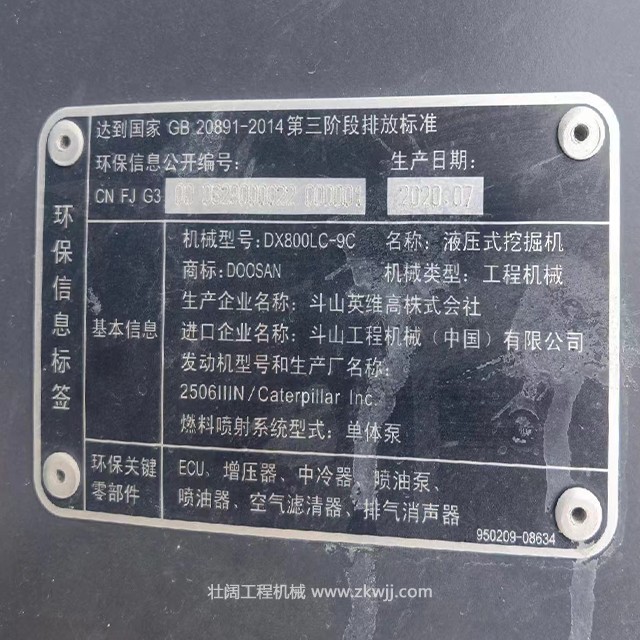 达到国家 GB 20891-2014第三阶段排放标准
环保信息公开编号:
生产日期:
CN FJ G3
2020.07
环保信息标签
基本信息
机械型号:DX800LC-9C 名称: 液压式挖掘机
商标:DOOSAN 机械类型: 工程机械
生产企业名称: 斗山英维高株式会社
进口企业名称: 斗山工程机械(中国)有限公司
发动机型号和生产厂名称:
2506IIIN/Caterpillar Inc.
燃料喷射系统型式: 单体泵
环保关键
零部件
ECU、增压器、中冷器、喷油泵、
喷油器、空气滤清器、排气消声器
950209-08634
壮阔工程机械 www.zkwjj.com